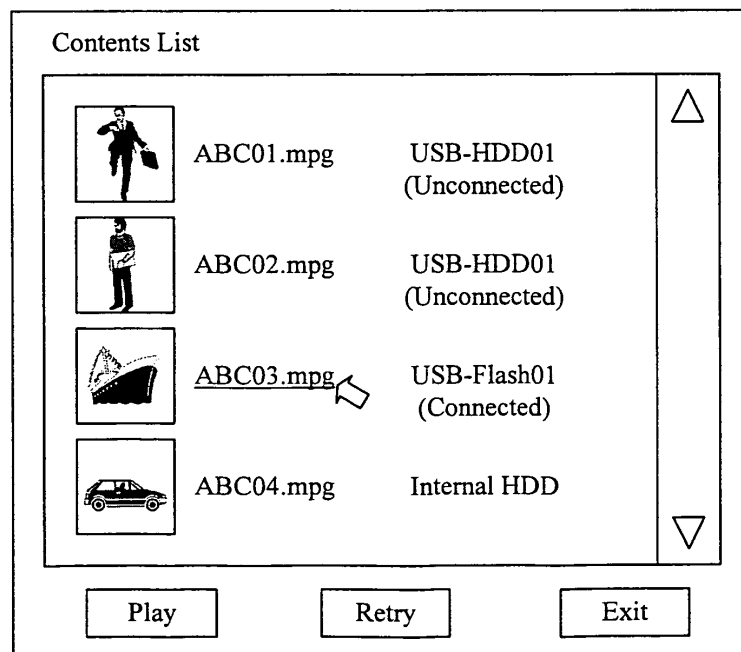 Contents List
ABC01.mpg USB-HDD01
(Unconnected)
ABC02.mpg USB-HDD01
(Unconnected)
ABC03.mpg USB-Flash01
(Connected)
ABC04.mpg Internal HDD
Play Retry Exit